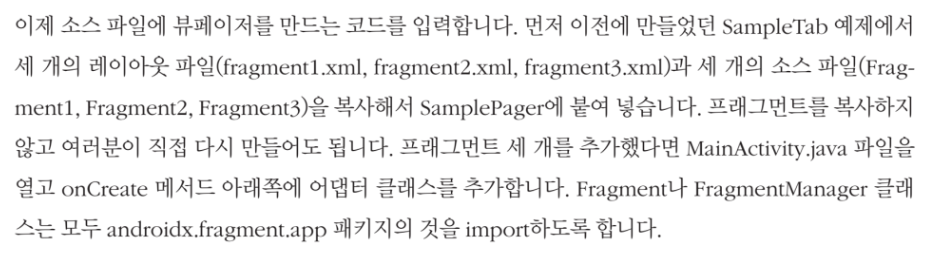 이제 소스 파일에 뷰페이저를 만드는 코드를 입력합니다. 먼저 이전에 만들었던 SampleTab 예제에서
세 개의 레이아웃 파일(fragment1.xml, fragment2.xml, fragment3.xml)과 세 개의 소스 파일(Frag-
ment1, Fragment2, Fragment3)을 복사해서 SamplePager에 붙여 넣습니다. 프래그먼트를 복사하지
않고 여러분이 직접 다시 만들어도 됩니다. 프래그먼트 세 개를 추가했다면 MainActivity.java 파일을
열고 onCreate 메서드 아래쪽에 어댑터 클래스를 추가합니다. Fragment나 FragmentManager 클래
스는 모두 androidx.fragment.app 패키지의 것을 import하도록 합니다.